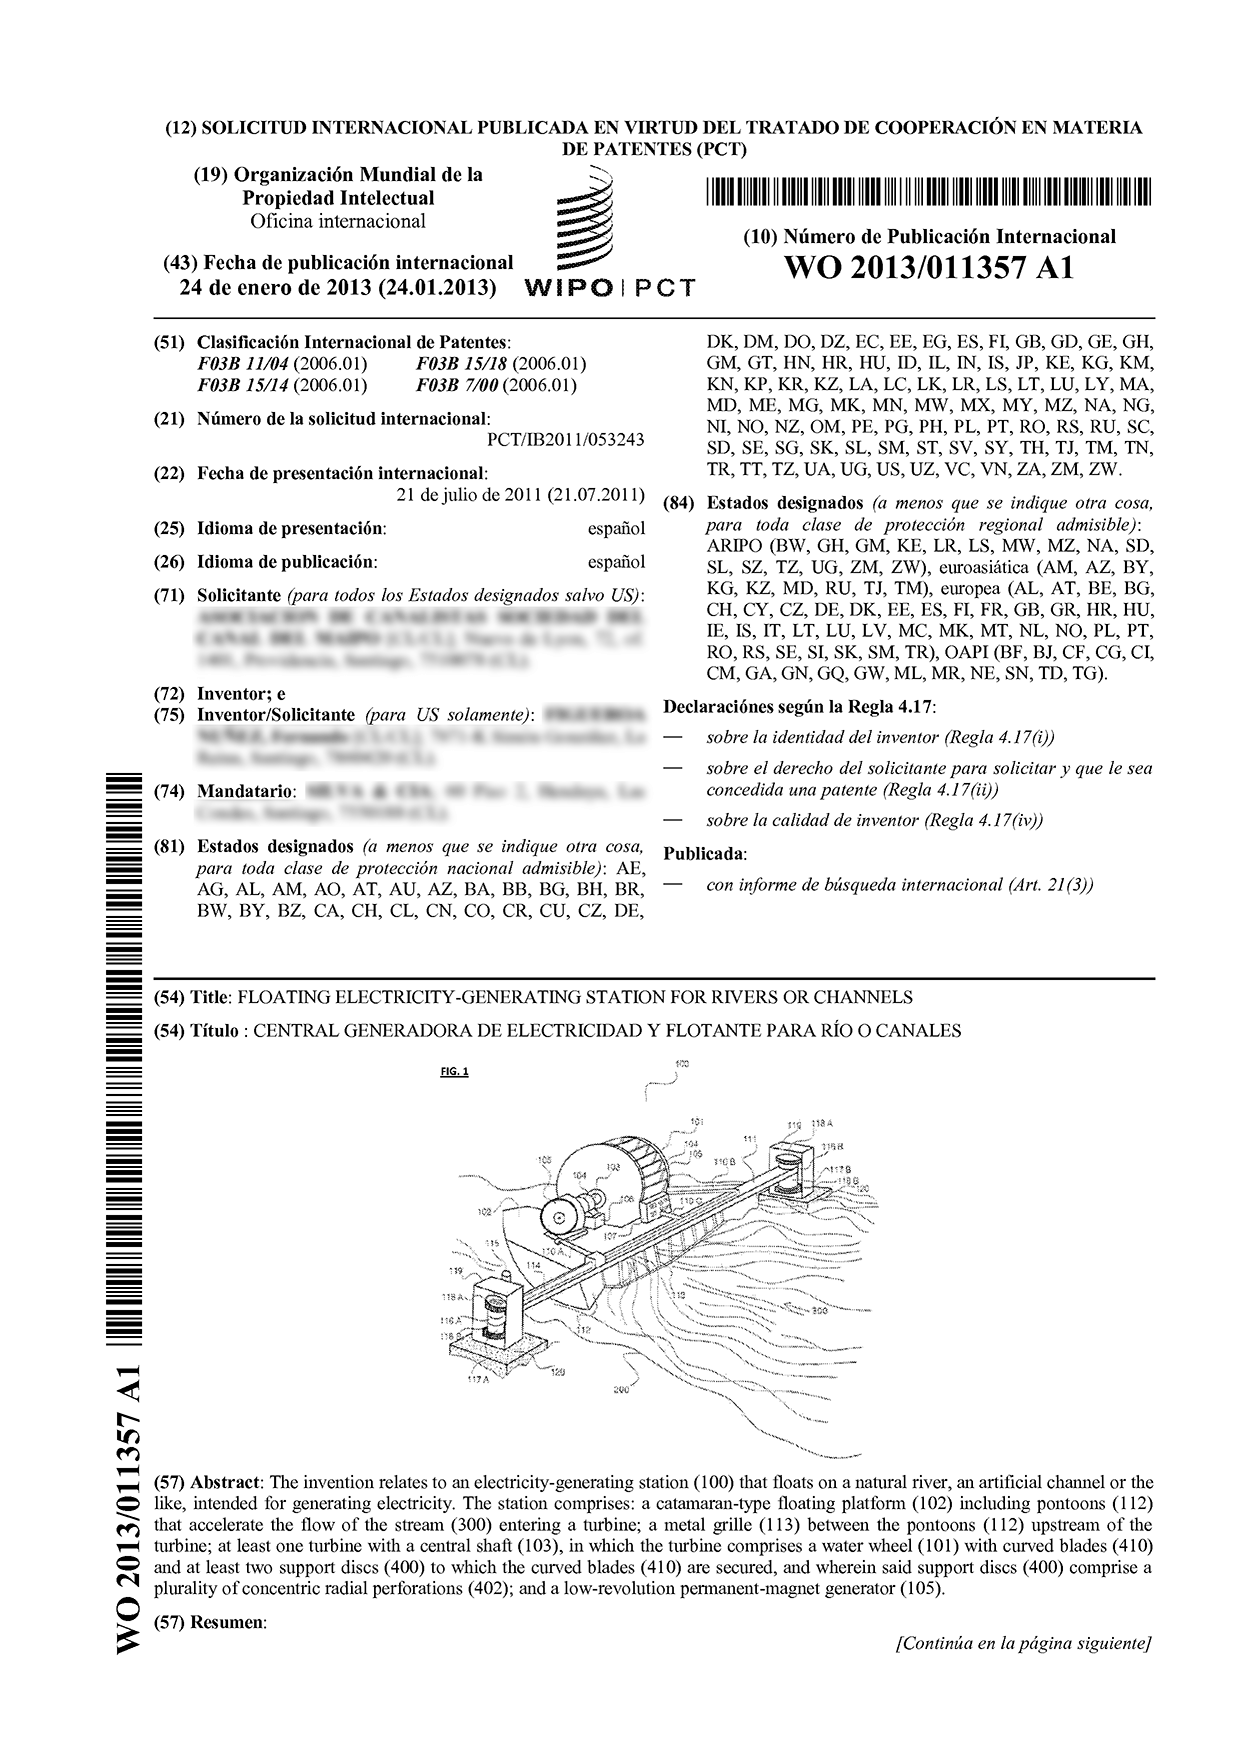 (12) SOLICITUD INTERNACIONAL PUBLICADA EN VIRTUD DEL TRATADO DE COOPERACIÓN EN MATERIA
DE PATENTES (PCT)
(19) Organización Mundial de la
Propiedad Intelectual
Oficina internacional
(43) Fecha de publicación internacional
24 de enero de 2013 (24.01.2013)
WIPO | PCT
(10) Número de Publicación Internacional
WO 2013/011357 A1
(51) Clasificación Internacional de Patentes:
F03B 11/04 (2006.01) F03B 15/18 (2006.01)
F03B 15/14 (2006.01) F03B 7/00 (2006.01)
(21) Número de la solicitud internacional:
PCT/IB2011/053243
(22) Fecha de presentación internacional:
21 de julio de 2011 (21.07.2011)
(25) Idioma de presentación: español
(26) Idioma de publicación: español
(71) Solicitante (para todos los Estados designados salvo US):
(72) Inventor; e
(75) Inventor/Solicitante (para US solamente):
(74) Mandatario:
(81) Estados designados (a menos que se indique otra cosa,
para toda clase de protección nacional admisible): AE,
AG, AL, AM, AO, AT, AU, AZ, BA, BB, BG, BH, BR,
BW, BY, BZ, CA, CH, CL, CN, CO, CR, CU, CZ, DE,
DK, DM, DO, DZ, EC, EE, EG, ES, FI, GB, GD, GE, GH,
GM, GT, HN, HR, HU, ID, IL, IN, IS, JP, KE, KG, KM,
KN, KP, KR, KZ, LA, LC, LK, LR, LS, LT, LU, LY, MA,
MD, ME, MG, MK, MN, MW, MX, MY, MZ, NA, NG,
NI, NO, NZ, OM, PE, PG, PH, PL, PT, RO, RS, RU, SC,
SD, SE, SG, SK, SL, SM, ST, SV, SY, TH, TJ, TM, TN,
TR, TT, TZ, UA, UG, US, UZ, VC, VN, ZA, ZM, ZW.
(84) Estados designados (a menos que se indique otra cosa,
para toda clase de protección regional admisible):
ARIPO (BW, GH, GM, KE, LR, LS, MW, MZ, NA, SD,
SL, SZ, TZ, UG, ZM, ZW), euroasiática (AM, AZ, BY,
KG, KZ, MD, RU, TJ, TM), europea (AL, AT, BE, BG,
CH, CY, CZ, DE, DK, EE, ES, FI, FR, GB, GR, HR, HU,
IE, IS, IT, LT, LU, LV, MC, MK, MT, NL, NO, PL, PT,
RO, RS, SE, SI, SK, SM, TR), OAPI (BF, BJ, CF, CG, CI,
CM, GA, GN, GQ, GW, ML, MR, NE, SN, TD, TG).
Declaraciónes según la Regla 4.17:
— sobre la identidad del inventor (Regla 4.17(i))
— sobre el derecho del solicitante para solicitar y que le sea
concedida una patente (Regla 4.17(ii))
— sobre la calidad de inventor (Regla 4.17(iv))
Publicada:
— con informe de búsqueda internacional (Art. 21(3))
(54) Title: FLOATING ELECTRICITY-GENERATING STATION FOR RIVERS OR CHANNELS
(54) Título : CENTRAL GENERADORA DE ELECTRICIDAD Y FLOTANTE PARA RÍO O CANALES
FIG. 1
100
101
104
105
110 B
111
119
118 A
116 B
117 B
118 B
120
105
104
103
106
110 C
102
107
110 A
115
114
119
118 A
116 A
118 B
113
300
112
120
117 A
200
(57) Abstract: The invention relates to an electricity-generating station (100) that floats on a natural river, an artificial channel or the
like, intended for generating electricity. The station comprises: a catamaran-type floating platform (102) including pontoons (112)
that accelerate the flow of the stream (300) entering a turbine; a metal grille (113) between the pontoons (112) upstream of the
turbine; at least one turbine with a central shaft (103), in which the turbine comprises a water wheel (101) with curved blades (410)
and at least two support discs (400) to which the curved blades (410) are secured, and wherein said support discs (400) comprise a
plurality of concentric radial perforations (402); and a low-revolution permanent-magnet generator (105).
(57) Resumen:
[Continúa en la página siguiente]
WO 2013/011357 A1